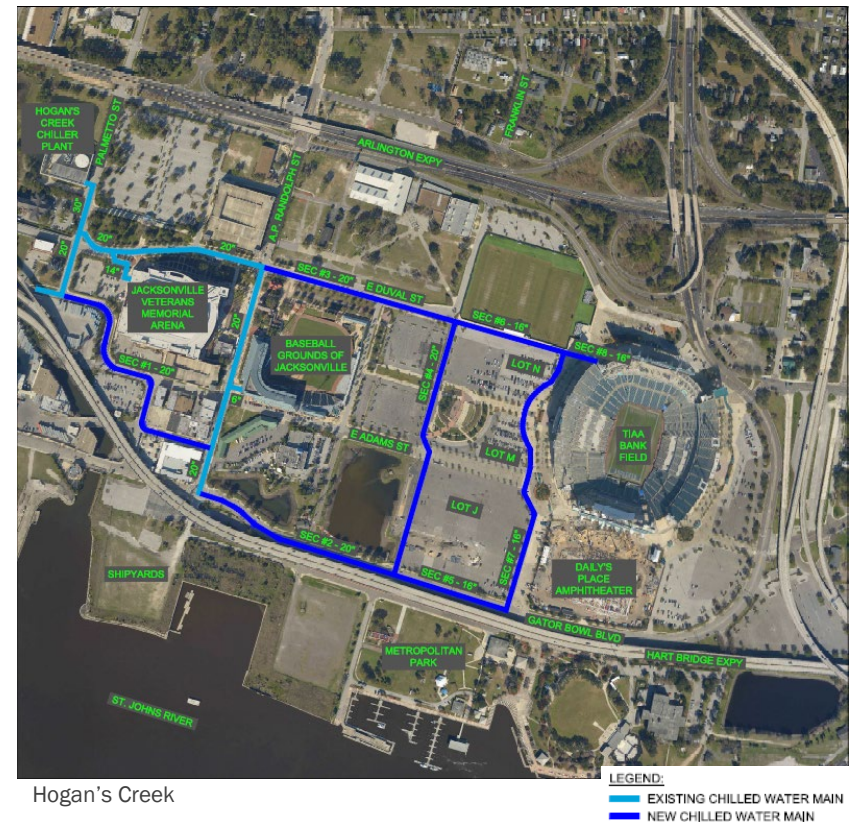 HOGAN'S
CREEK
CHILLER
PLANT
PALMETTO ST
FRANKLIN ST
ARLINGTON EXPY
A.P. RANDOLPH ST
30"
20"
20"
20"
14"
JACKSONVILLE
VETERANS
MEMORIAL
ARENA
SEC #3 - 20"
E DUVAL ST
SEC #6 - 16"
SEC #8 - 16"
20"
BASEBALL
GROUNDS OF
JACKSONVILLE
SEC #1 - 20"
SEC #4 - 20"
LOT N
6"
E ADAMS ST
LOT M
TIAA
BANK
FIELD
20"
LOT J
SEC #2 - 20"
SEC #5 - 16"
SEC #7 - 16"
SHIPYARDS
DAILY'S
PLACE
AMPHITHEATER
GATOR BOWL BLVD
METROPOLITAN
PARK
HART BRIDGE EXPY
ST. JOHNS RIVER
Hogan's Creek
LEGEND:
EXISTING CHILLED WATER MAIN
NEW CHILLED WATER MAIN